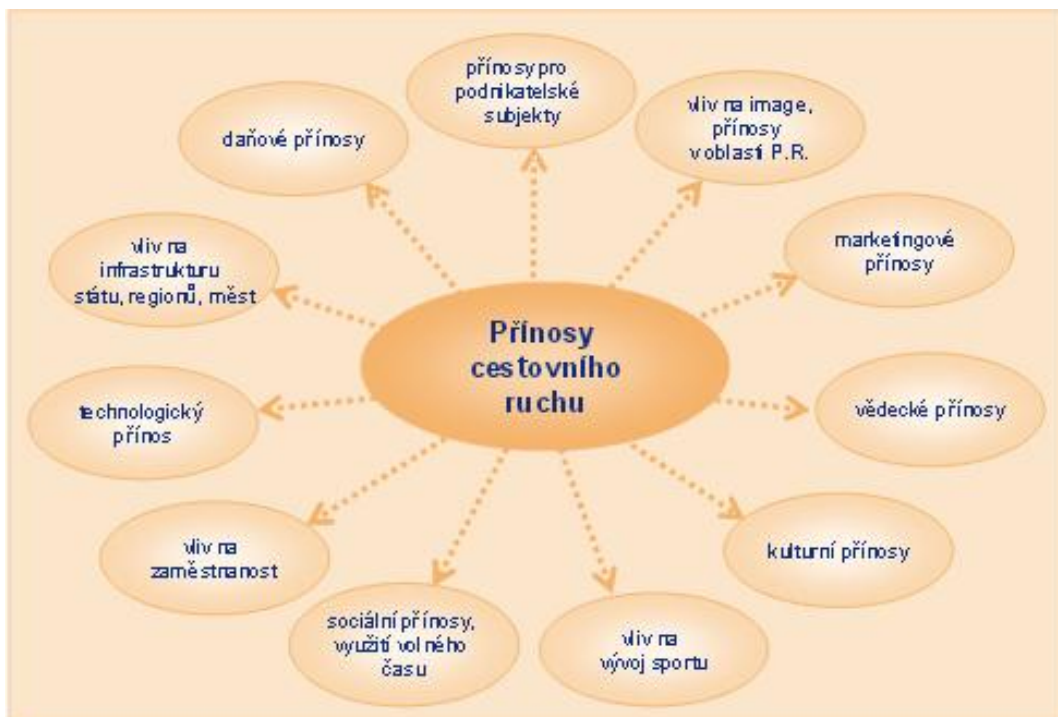 přínosy pro
podnikatelské
subjekty
vliv na image,
přínosy
v oblastí P.R.
daňové přínosy
marketingové
přínosy
vliv na
infrastrukturu
státu, regionů, měst
Přínosy
cestovního
ruchu
technologický
přínos
vědecké přínosy
vliv na
zaměstnanost
kulturní přínosy
sociální přínosy,
využití volného
času
vliv na
vývoj sportu